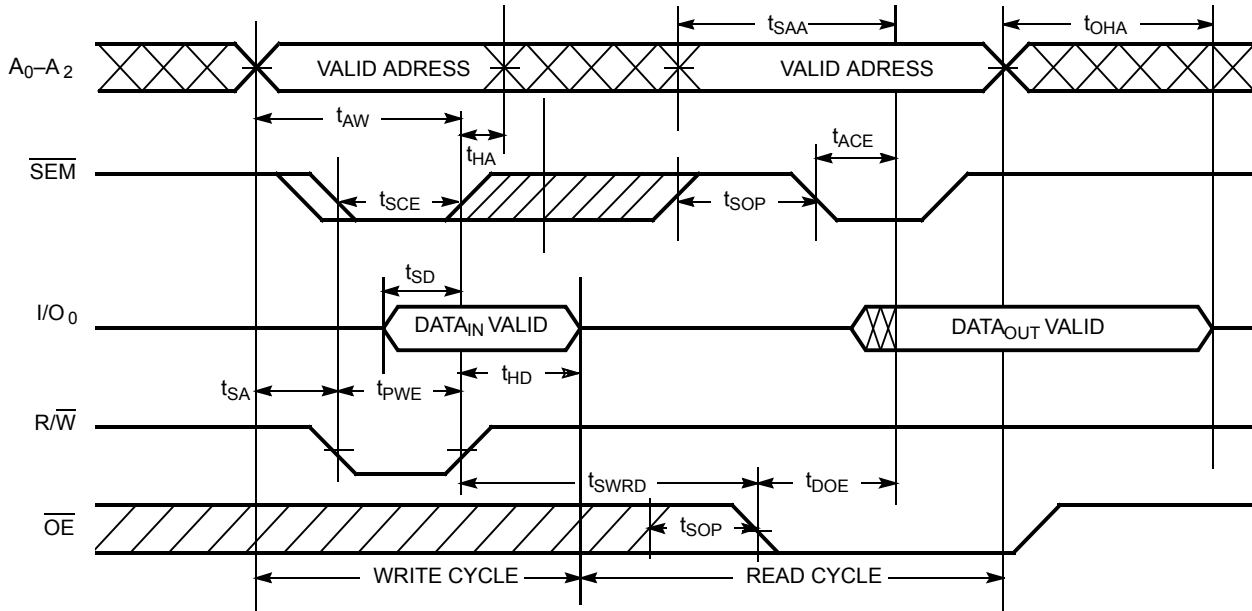 tSAA
tOHA
A0–A2
VALID ADRESS
VALID ADRESS
tAW
tHA
tACE
SEM
tSCE
tSOP
tSD
I/O0
DATAIN VALID
DATAOUT VALID
tSA
tPWE
tHD
R/W
tSWRD
tDOE
OE
tSOP
WRITE CYCLE
READ CYCLE